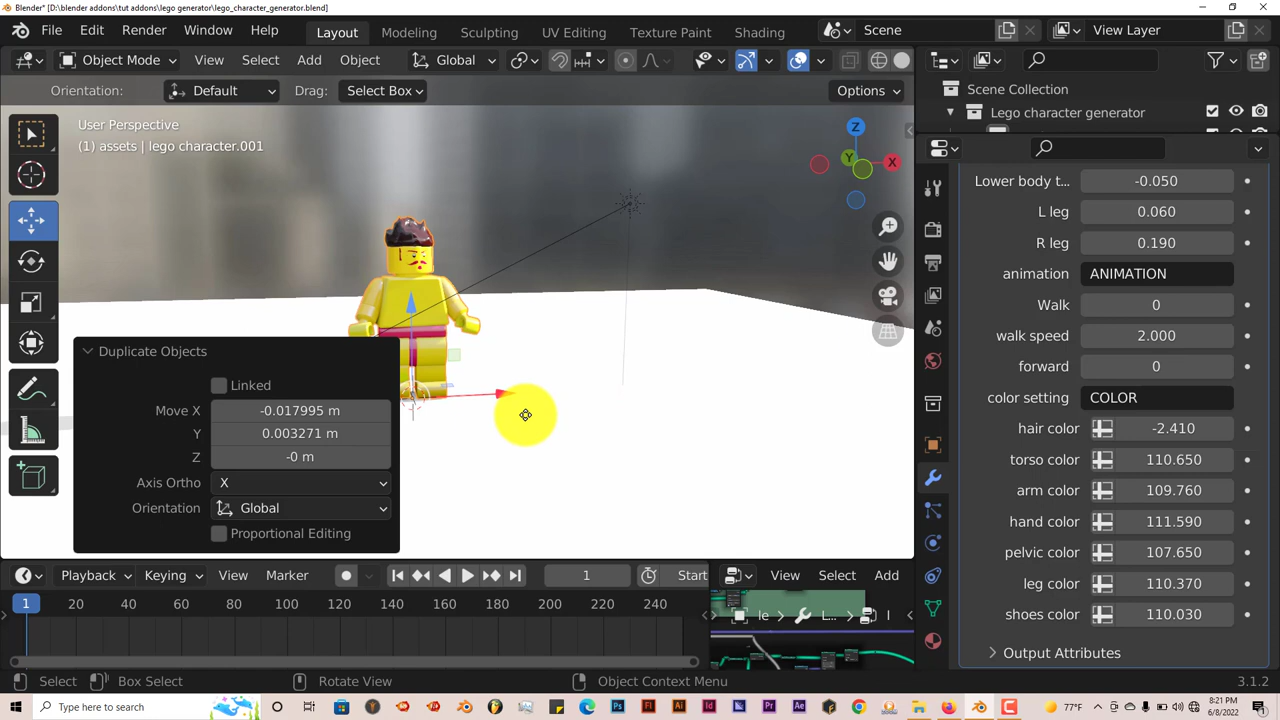 Blender* [D:\blender addons\tut addons\lego generator\lego_character_generator.blend]
File Edit Render Window Help Layout Modeling Sculpting UV Editing Texture Paint Shading Scene View Layer
Object Mode View Select Add Object Global
Orientation: Default Drag: Select Box Options
Scene Collection
Lego character generator
User Perspective
(1) assets | lego character.001
Z
Y
X
Lower body t... -0.050
L leg 0.060
R leg 0.190
animation ANIMATION
Walk 0
walk speed 2.000
forward 0
color setting COLOR
hair color -2.410
torso color 110.650
arm color 109.760
hand color 111.590
pelvic color 107.650
leg color 110.370
shoes color 110.030
Output Attributes
Duplicate Objects
Linked
Move X -0.017995 m
Y 0.003271 m
Z -0 m
Axis Ortho X
Orientation Global
Proportional Editing
Playback Keying View Marker 1 Start View Select Add
1 20 40 60 80 100 120 140 160 180 200 220 240
le L...
Select Box Select Rotate View Object Context Menu 3.1.2
Type here to search 77°F 8:21 PM
6/8/2022